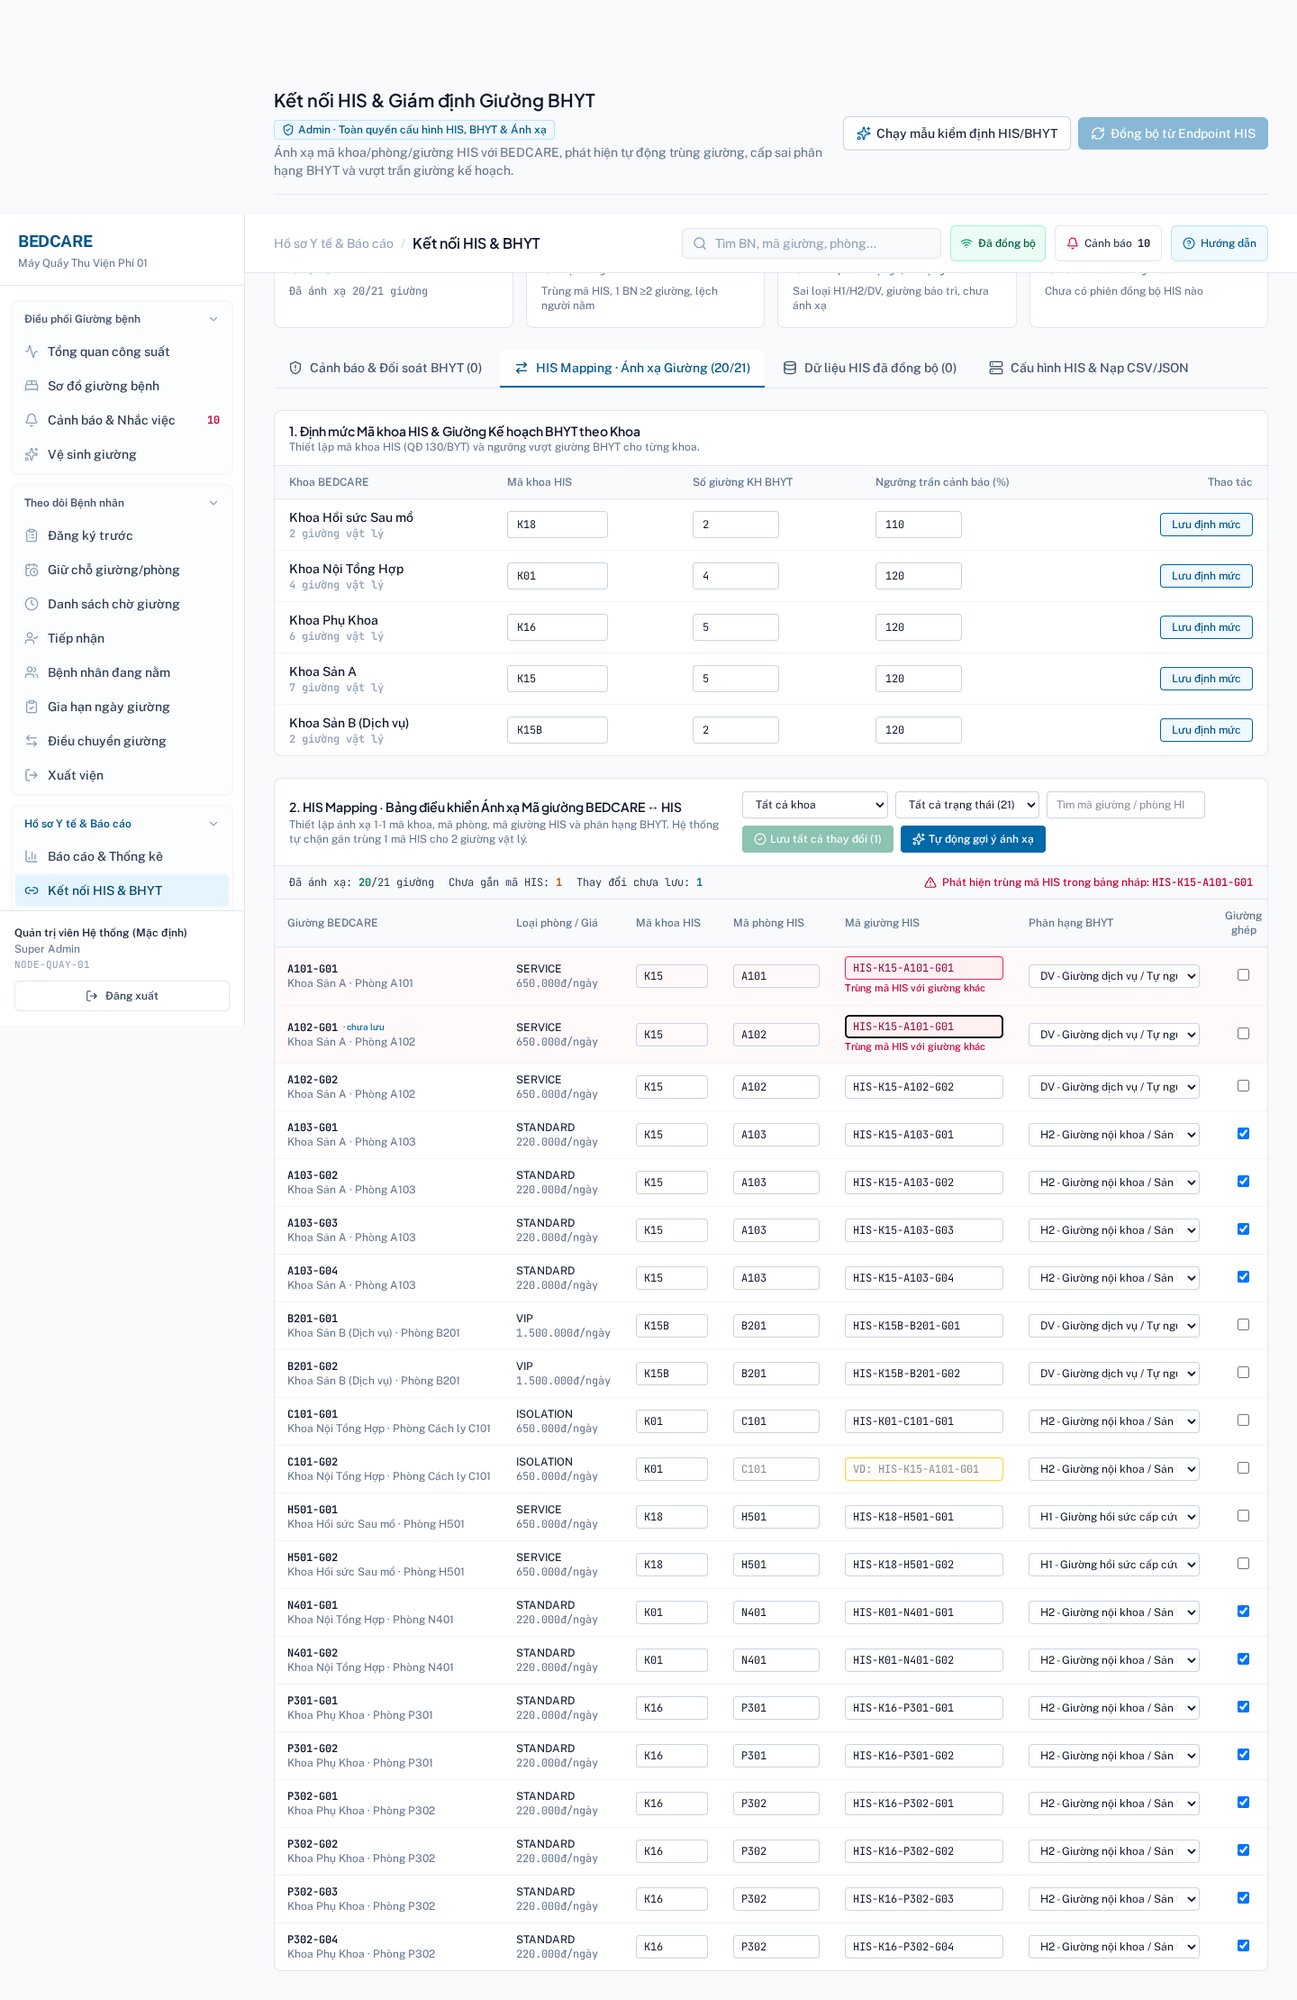 Kết nối HIS & Giám định Giường BHYT
Admin · Toàn quyền cấu hình HIS, BHYT & Ánh xạ
Ánh xạ mã khoa/phòng/giường HIS với BEDCARE, phát hiện tự động trùng giường, cấp sai phân
hạng BHYT và vượt trần giường kế hoạch.
Chạy mẫu kiểm định HIS/BHYT
Đồng bộ từ Endpoint HIS
BEDCARE
Máy Quầy Thu Viện Phí 01
Hồ sơ Y tế & Báo cáo / Kết nối HIS & BHYT
Tìm BN, mã giường, phòng...
Đã đồng bộ
Cảnh báo 10
Hướng dẫn
Điều phối Giường bệnh
Tổng quan công suất
Sơ đồ giường bệnh
Cảnh báo & Nhắc việc 10
Vệ sinh giường
Theo dõi Bệnh nhân
Đăng ký trước
Giữ chỗ giường/phòng
Danh sách chờ giường
Tiếp nhận
Bệnh nhân đang nằm
Gia hạn ngày giường
Điều chuyển giường
Xuất viện
Hồ sơ Y tế & Báo cáo
Báo cáo & Thống kê
Kết nối HIS & BHYT
Quản trị viên Hệ thống (Mặc định)
Super Admin
NODE-QUAY-01
Đăng xuất
Đã ánh xạ 20/21 giường
Trùng mã HIS, 1 BN ≥2 giường, lệch
người nằm
Sai loại H1/H2/DV, giường bảo trì, chưa
ánh xạ
Chưa có phiên đồng bộ HIS nào
Cảnh báo & Đối soát BHYT (0)
HIS Mapping · Ánh xạ Giường (20/21)
Dữ liệu HIS đã đồng bộ (0)
Cấu hình HIS & Nạp CSV/JSON
1. Định mức Mã khoa HIS & Giường Kế hoạch BHYT theo Khoa
Thiết lập mã khoa HIS (QĐ 130/BYT) và ngưỡng vượt giường BHYT cho từng khoa.
Khoa BEDCARE Mã khoa HIS Số giường KH BHYT Ngưỡng trần cảnh báo (%) Thao tác
Khoa Hồi sức Sau mổ K18 2 110 Lưu định mức
2 giường vật lý
Khoa Nội Tổng Hợp K01 4 120 Lưu định mức
4 giường vật lý
Khoa Phụ Khoa K16 5 120 Lưu định mức
6 giường vật lý
Khoa Sản A K15 5 120 Lưu định mức
7 giường vật lý
Khoa Sản B (Dịch vụ) K15B 2 120 Lưu định mức
2 giường vật lý
2. HIS Mapping · Bảng điều khiển Ánh xạ Mã giường BEDCARE ↔ HIS
Thiết lập ánh xạ 1-1 mã khoa, mã phòng, mã giường HIS và phân hạng BHYT. Hệ thống
tự chặn gán trùng 1 mã HIS cho 2 giường vật lý.
Tất cả khoa
Tất cả trạng thái (21)
Tìm mã giường / phòng HI
Lưu tất cả thay đổi (1)
Tự động gợi ý ánh xạ
Đã ánh xạ: 20/21 giường Chưa gắn mã HIS: 1 Thay đổi chưa lưu: 1
Phát hiện trùng mã HIS trong bảng nháp: HIS-K15-A101-G01
Giường BEDCARE Loại phòng / Giá Mã khoa HIS Mã phòng HIS Mã giường HIS Phân hạng BHYT Giường
ghép
A101-G01 SERVICE K15 A101 HIS-K15-A101-G01 DV - Giường dịch vụ / Tự ngu
Khoa Sản A · Phòng A101 650.000đ/ngày Trùng mã HIS với giường khác
A102-G01 · chưa lưu SERVICE K15 A102 HIS-K15-A101-G01 DV - Giường dịch vụ / Tự ngu
Khoa Sản A · Phòng A102 650.000đ/ngày Trùng mã HIS với giường khác
A102-G02 SERVICE K15 A102 HIS-K15-A102-G02 DV - Giường dịch vụ / Tự ngu
Khoa Sản A · Phòng A102 650.000đ/ngày
A103-G01 STANDARD K15 A103 HIS-K15-A103-G01 H2 - Giường nội khoa / Sản
Khoa Sản A · Phòng A103 220.000đ/ngày
A103-G02 STANDARD K15 A103 HIS-K15-A103-G02 H2 - Giường nội khoa / Sản
Khoa Sản A · Phòng A103 220.000đ/ngày
A103-G03 STANDARD K15 A103 HIS-K15-A103-G03 H2 - Giường nội khoa / Sản
Khoa Sản A · Phòng A103 220.000đ/ngày
A103-G04 STANDARD K15 A103 HIS-K15-A103-G04 H2 - Giường nội khoa / Sản
Khoa Sản A · Phòng A103 220.000đ/ngày
B201-G01 VIP K15B B201 HIS-K15B-B201-G01 DV - Giường dịch vụ / Tự ngu
Khoa Sản B (Dịch vụ) · Phòng B201 1.500.000đ/ngày
B201-G02 VIP K15B B201 HIS-K15B-B201-G02 DV - Giường dịch vụ / Tự ngu
Khoa Sản B (Dịch vụ) · Phòng B201 1.500.000đ/ngày
C101-G01 ISOLATION K01 C101 HIS-K01-C101-G01 H2 - Giường nội khoa / Sản
Khoa Nội Tổng Hợp · Phòng Cách ly C101 650.000đ/ngày
C101-G02 ISOLATION K01 C101 VD: HIS-K15-A101-G01 H2 - Giường nội khoa / Sản
Khoa Nội Tổng Hợp · Phòng Cách ly C101 650.000đ/ngày
H501-G01 SERVICE K18 H501 HIS-K18-H501-G01 H1 - Giường hồi sức cấp cứu
Khoa Hồi sức Sau mổ · Phòng H501 650.000đ/ngày
H501-G02 SERVICE K18 H501 HIS-K18-H501-G02 H1 - Giường hồi sức cấp cứu
Khoa Hồi sức Sau mổ · Phòng H501 650.000đ/ngày
N401-G01 STANDARD K01 N401 HIS-K01-N401-G01 H2 - Giường nội khoa / Sản
Khoa Nội Tổng Hợp · Phòng N401 220.000đ/ngày
N401-G02 STANDARD K01 N401 HIS-K01-N401-G02 H2 - Giường nội khoa / Sản
Khoa Nội Tổng Hợp · Phòng N401 220.000đ/ngày
P301-G01 STANDARD K16 P301 HIS-K16-P301-G01 H2 - Giường nội khoa / Sản
Khoa Phụ Khoa · Phòng P301 220.000đ/ngày
P301-G02 STANDARD K16 P301 HIS-K16-P301-G02 H2 - Giường nội khoa / Sản
Khoa Phụ Khoa · Phòng P301 220.000đ/ngày
P302-G01 STANDARD K16 P302 HIS-K16-P302-G01 H2 - Giường nội khoa / Sản
Khoa Phụ Khoa · Phòng P302 220.000đ/ngày
P302-G02 STANDARD K16 P302 HIS-K16-P302-G02 H2 - Giường nội khoa / Sản
Khoa Phụ Khoa · Phòng P302 220.000đ/ngày
P302-G03 STANDARD K16 P302 HIS-K16-P302-G03 H2 - Giường nội khoa / Sản
Khoa Phụ Khoa · Phòng P302 220.000đ/ngày
P302-G04 STANDARD K16 P302 HIS-K16-P302-G04 H2 - Giường nội khoa / Sản
Khoa Phụ Khoa · Phòng P302 220.000đ/ngày